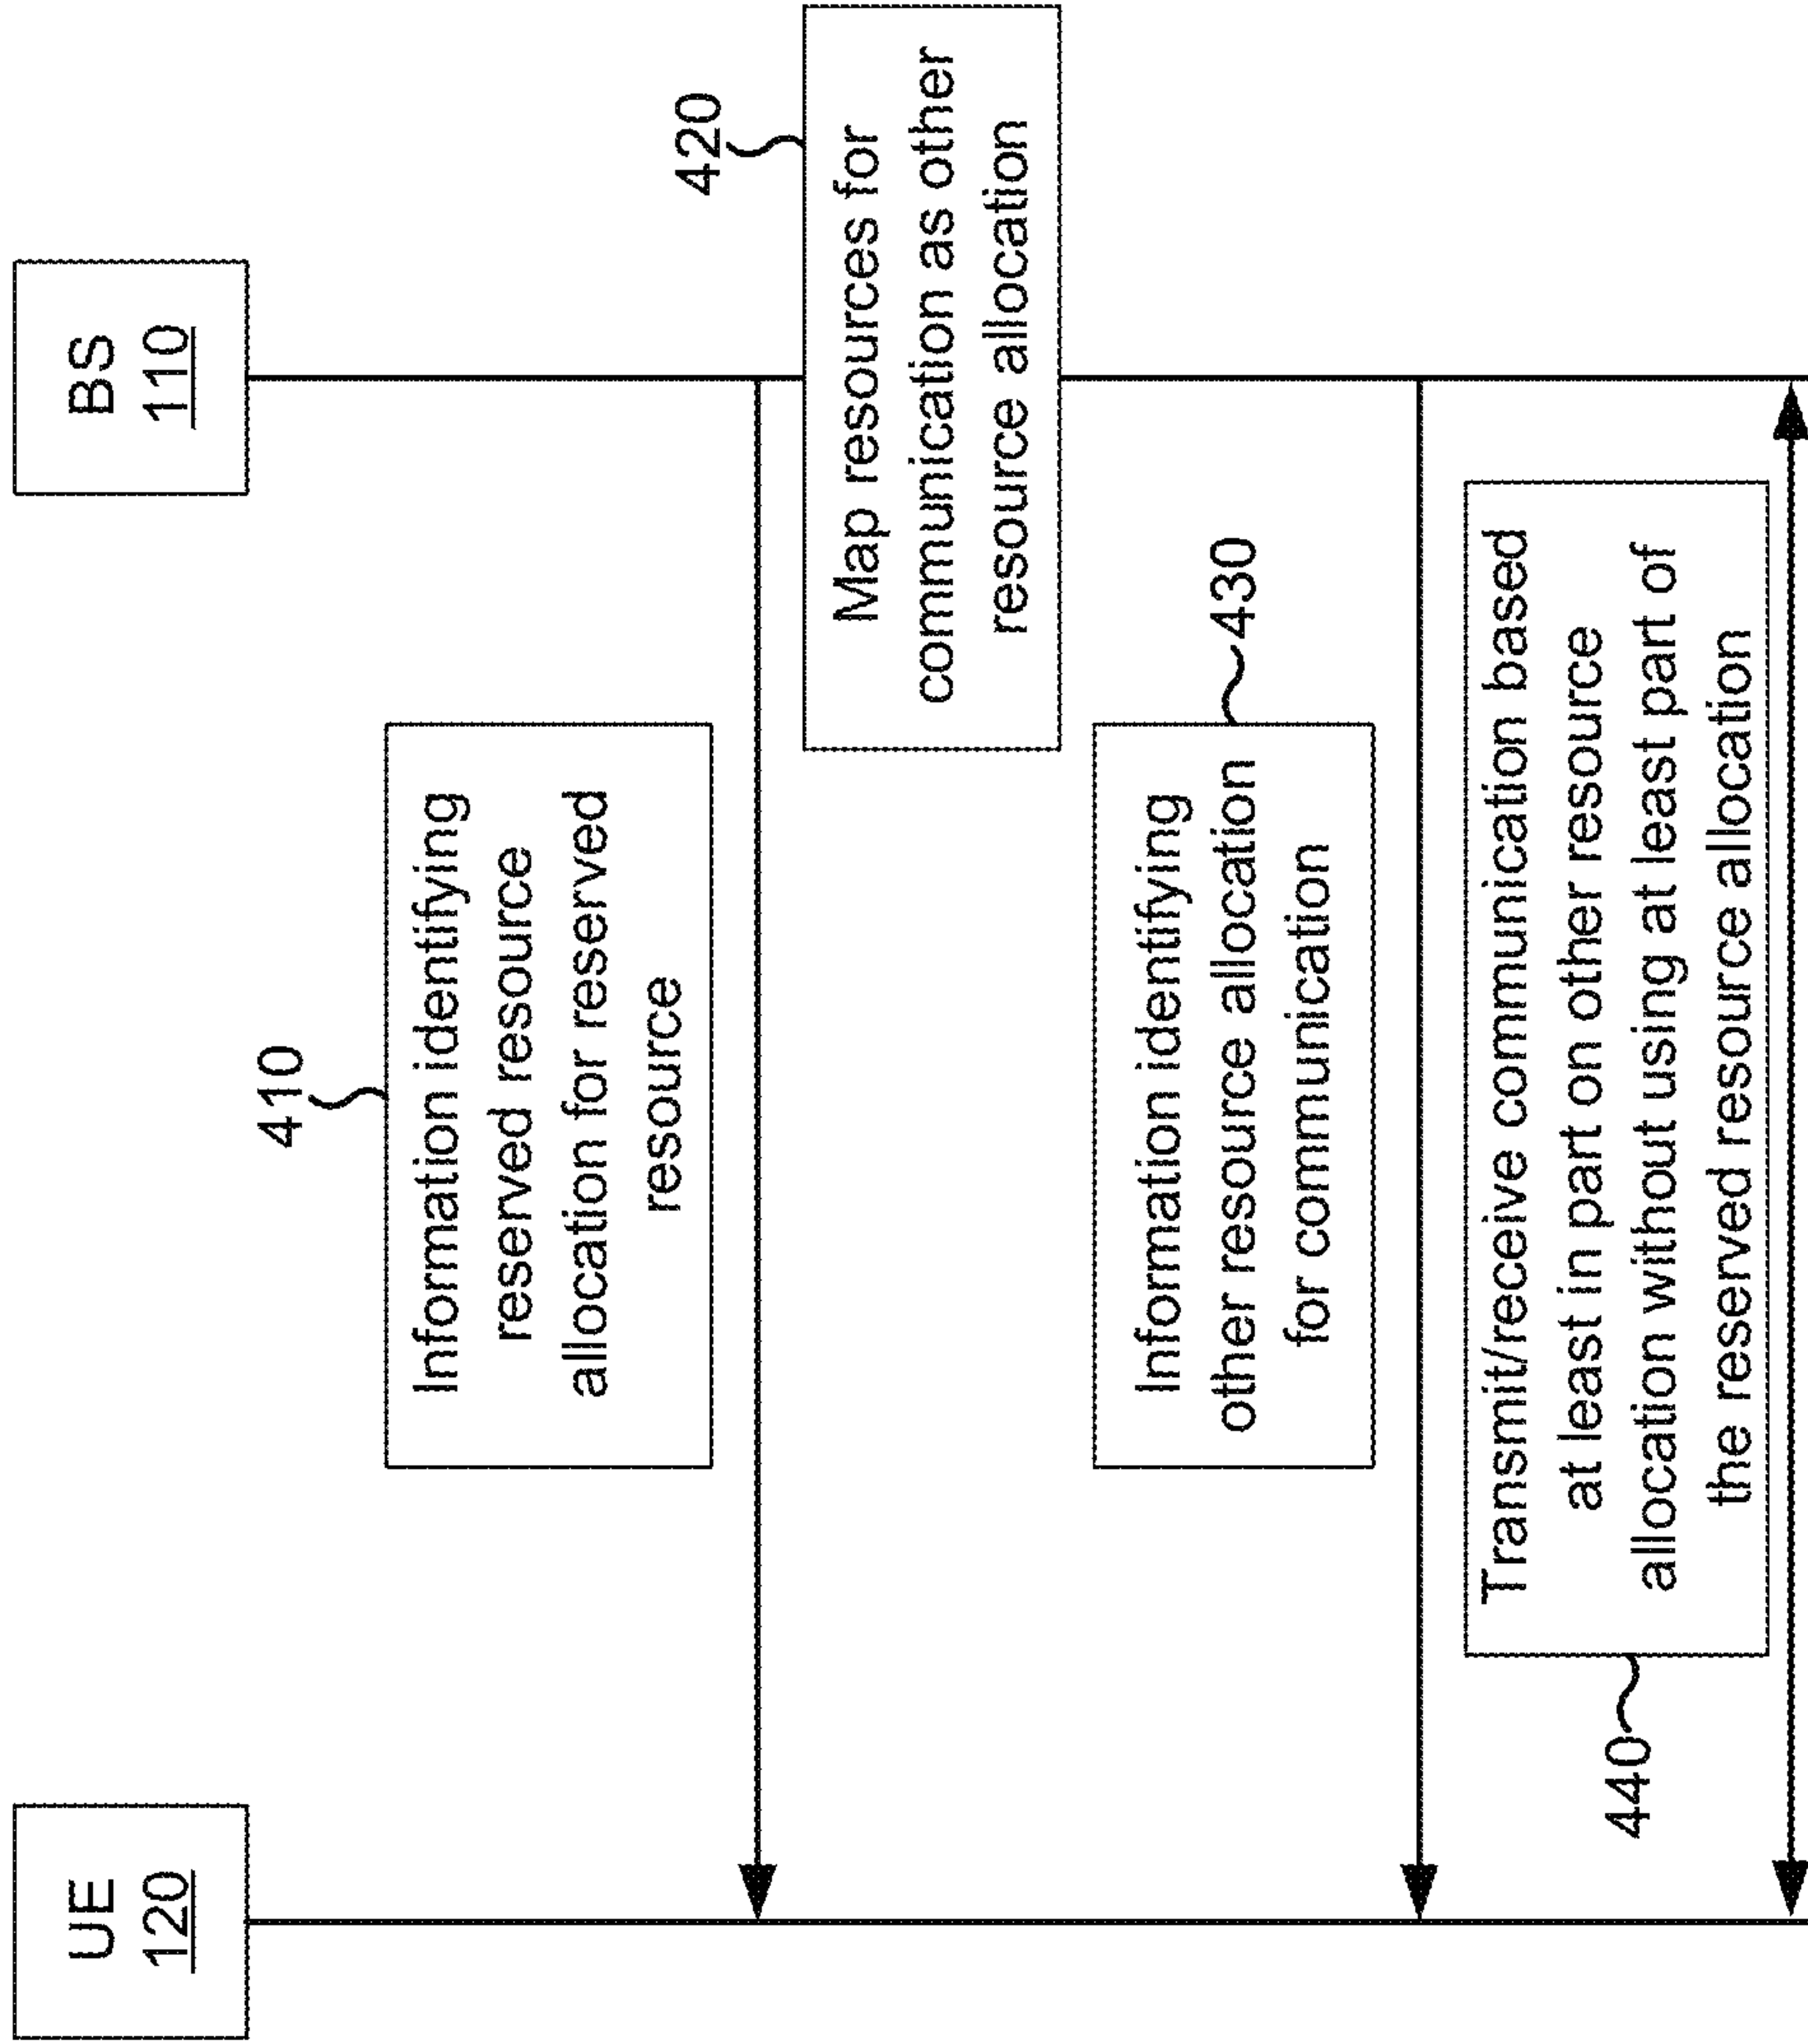 UE
120
BS
110
410
Information identifying
reserved resource
allocation for reserved
resource
420
Map resources for
communication as other
resource allocation
430
Information identifying
other resource allocation
for communication
440
Transmit/receive communication based
at least in part on other resource
allocation without using at least part of
the reserved resource allocation